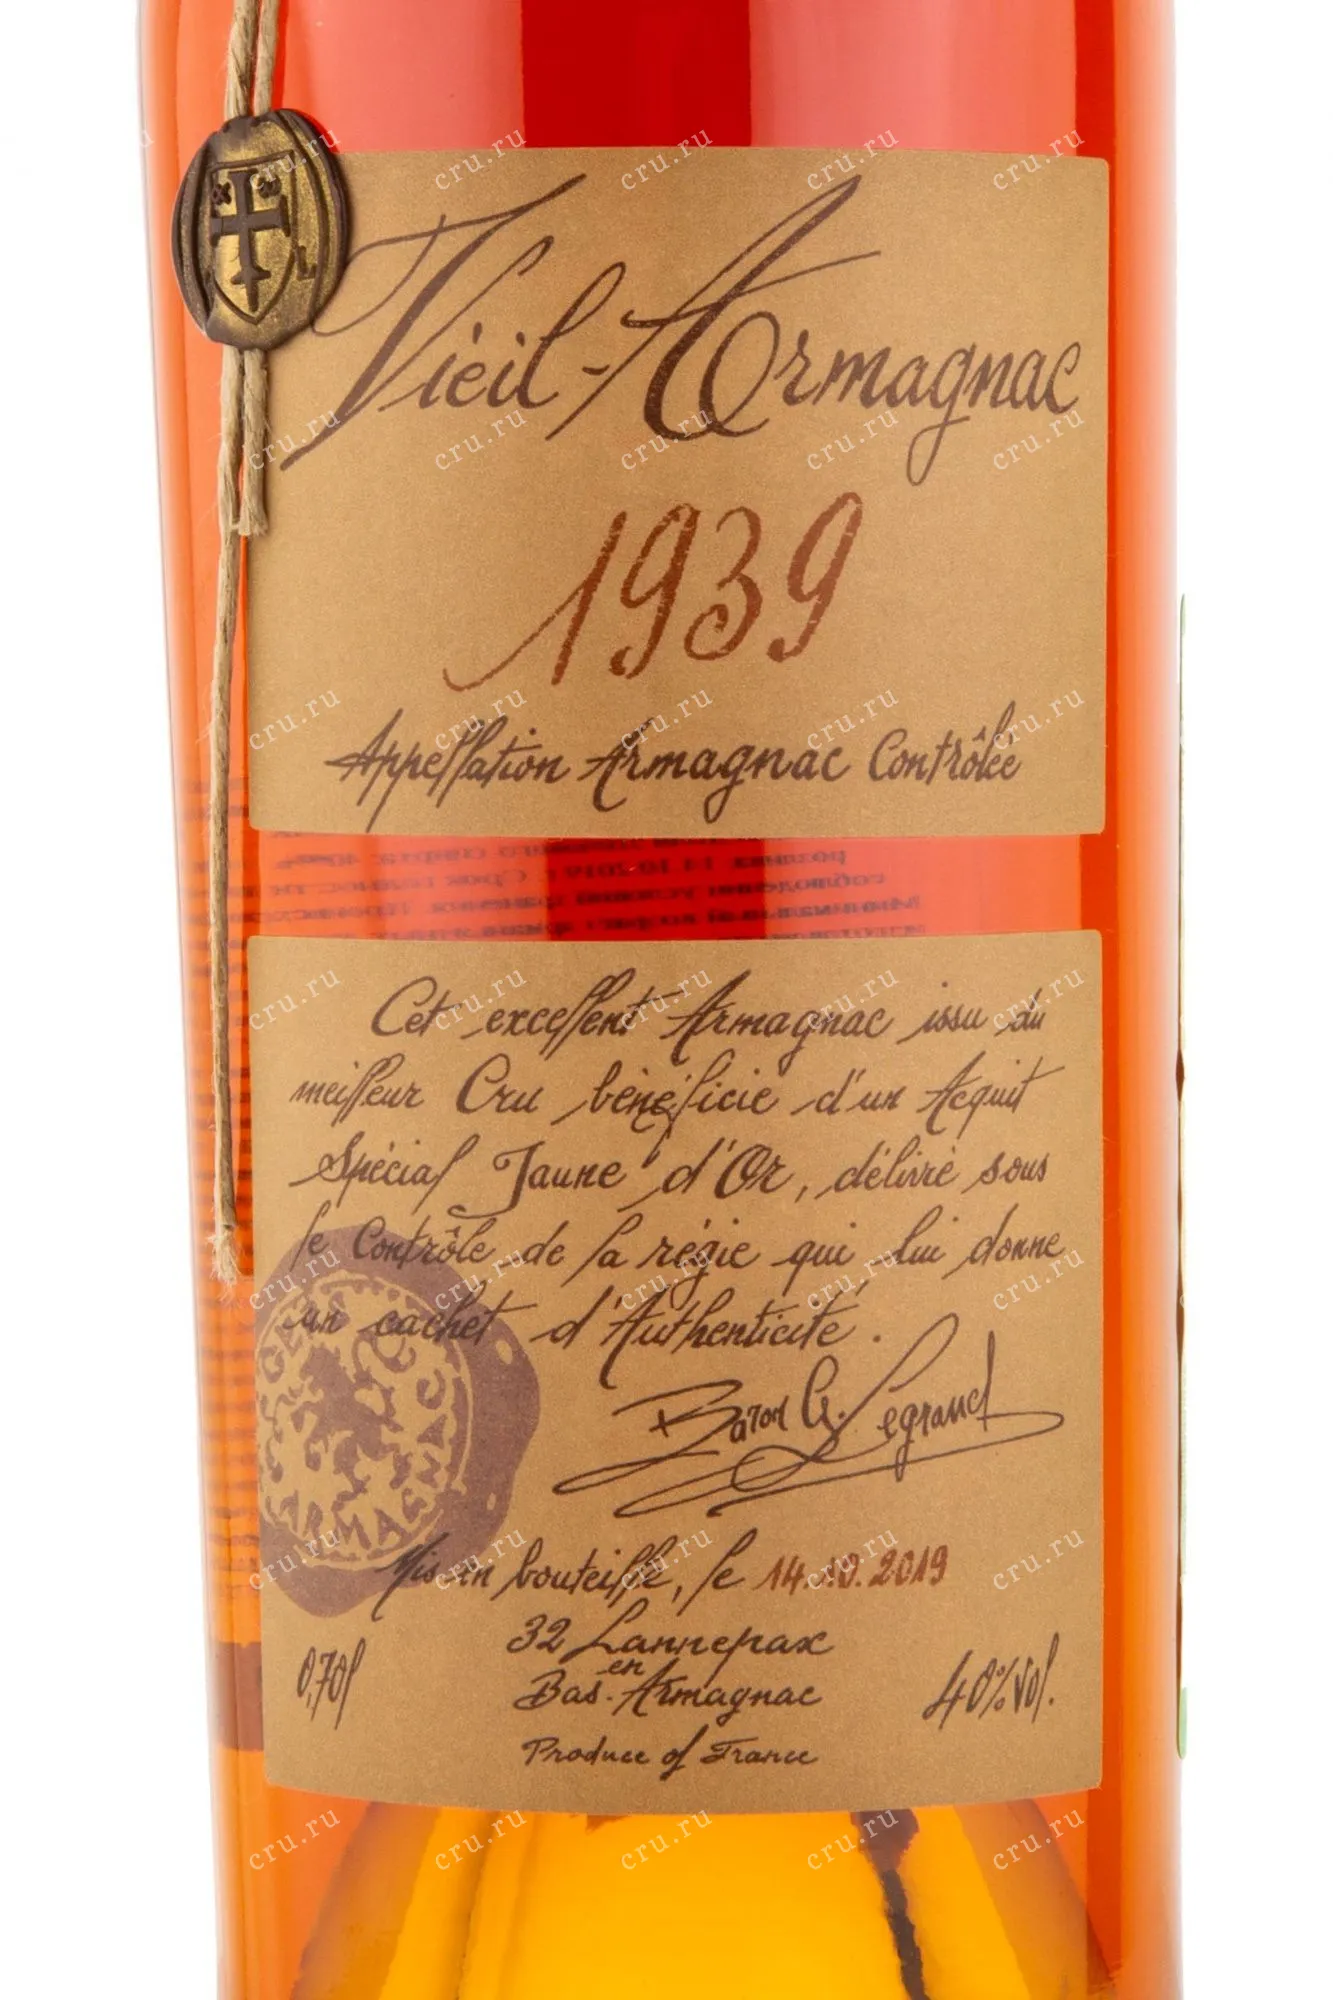 Vieil-Armagnac
1939
Appellation Armagnac Contrôlée
Cet excellent Armagnac issu du
meilleur Cru bénéficie d'un Acquit
Spécial Jaune d'Or, délivré sous
le Contrôle de la régie qui lui donne
un cachet d'Authenticité.
Baron G. Legrand
ARMAGNAC
Mis en bouteille, le 14.10.2019
32 Lannepax
en
0,70l Bas-Armagnac 40%vol.
Produce of France
L
cru.ru